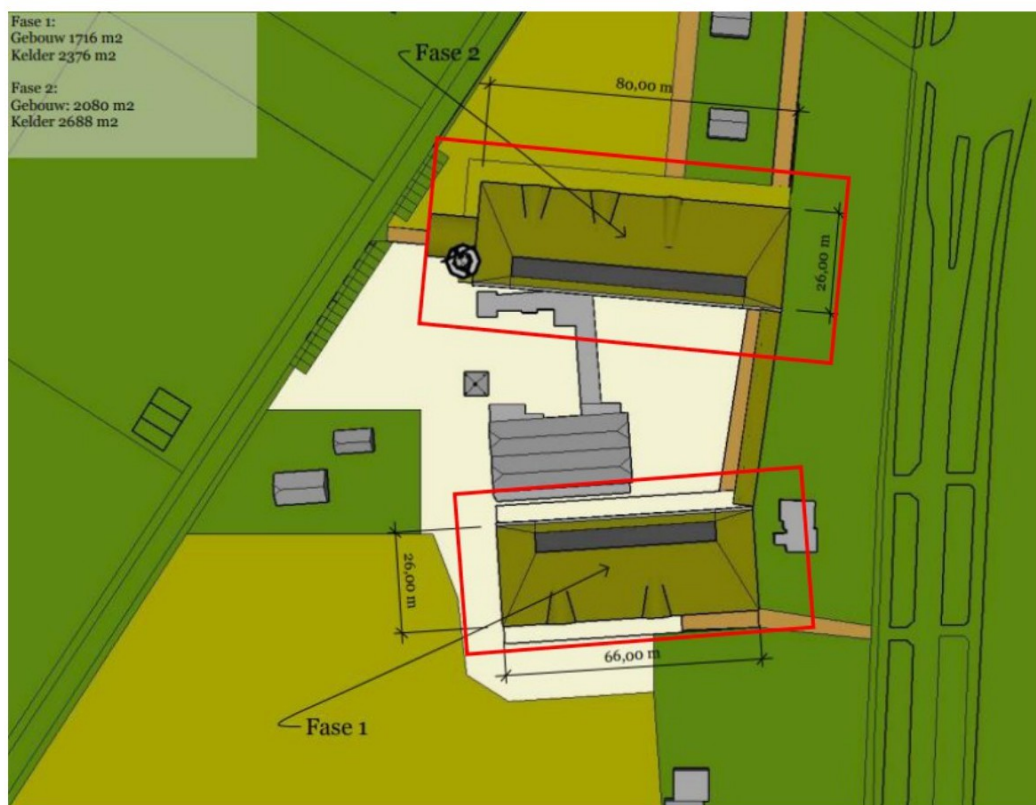 Fase 1:
Gebouw 1716 m2
Kelder 2376 m2
Fase 2:
Gebouw: 2080 m2
Kelder 2688 m2
Fase 2
80,00 m
26,00 m
26,00 m
66,00 m
Fase 1